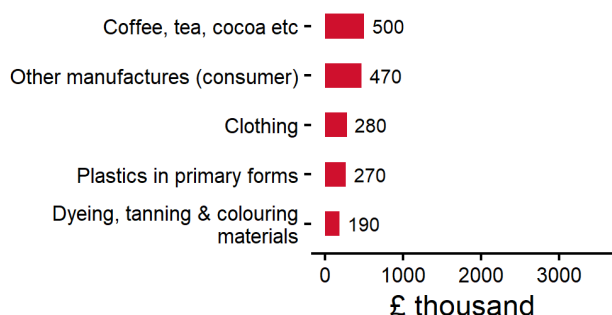 Coffee, tea, cocoa etc 500
Other manufactures (consumer) 470
Clothing 280
Plastics in primary forms 270
Dyeing, tanning & colouring
materials 190
0 1000 2000 3000
£ thousand